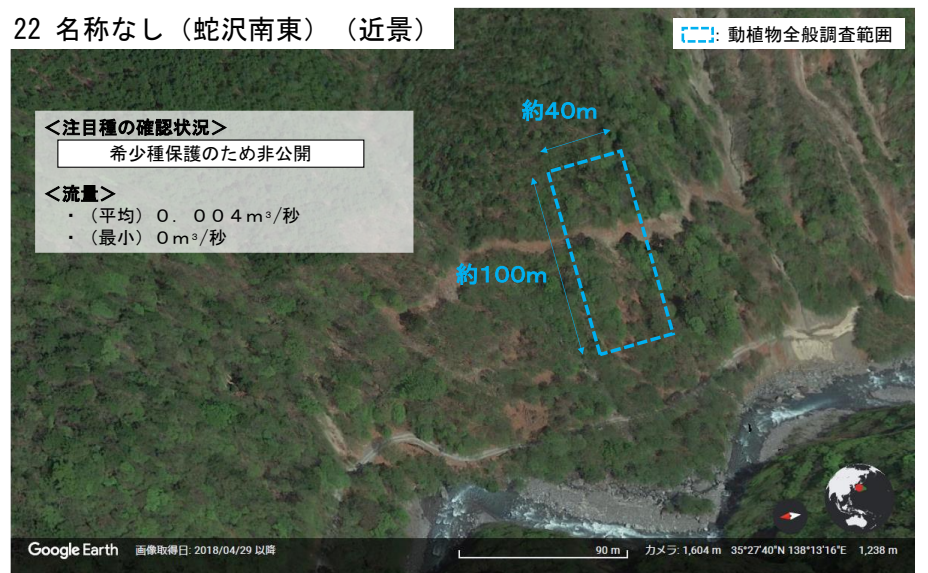 22 名称なし（蛇沢南東）（近景）
: 動植物全般調査範囲
＜注目種の確認状況＞
希少種保護のため非公開
＜流量＞
・（平均）０．００４ｍ³/秒
・（最小）０ｍ³/秒
約40m
約100m
Google Earth 画像取得日: 2018/04/29 以降
90 m
カメラ: 1,604 m 35°27'40"N 138°13'16"E 1,238 m